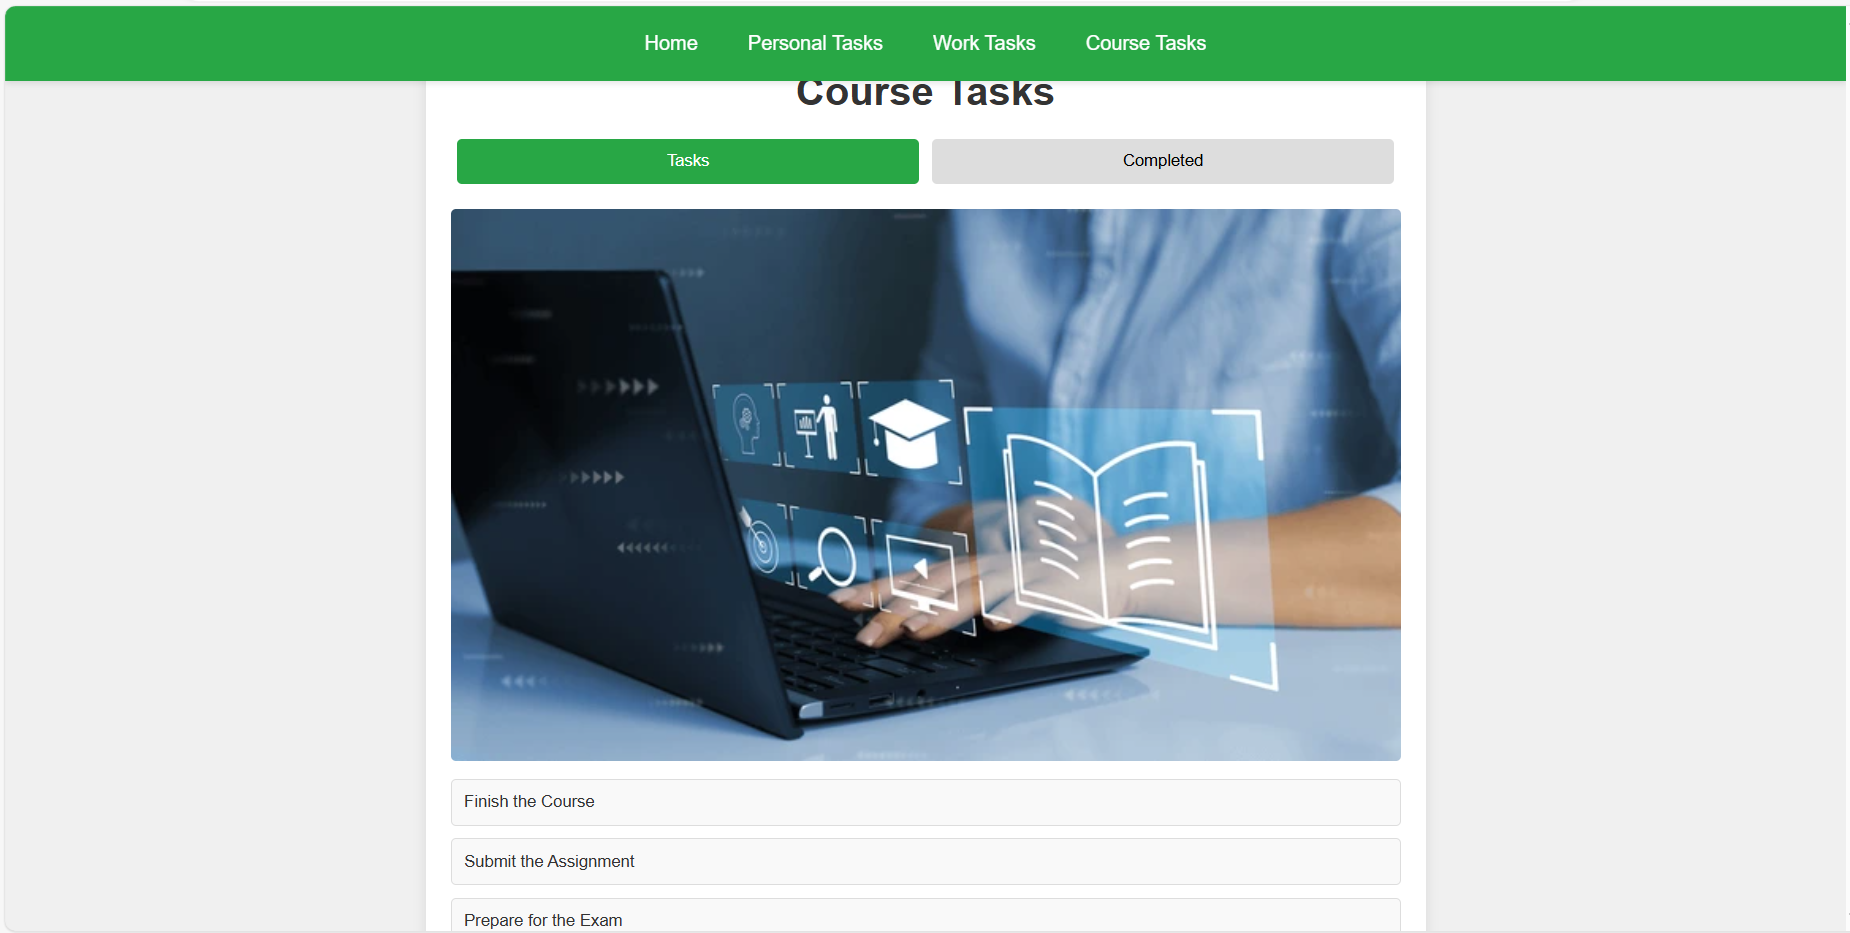 Home Personal Tasks Work Tasks Course Tasks
Course Tasks
Tasks Completed
Finish the Course
Submit the Assignment
Prepare for the Exam